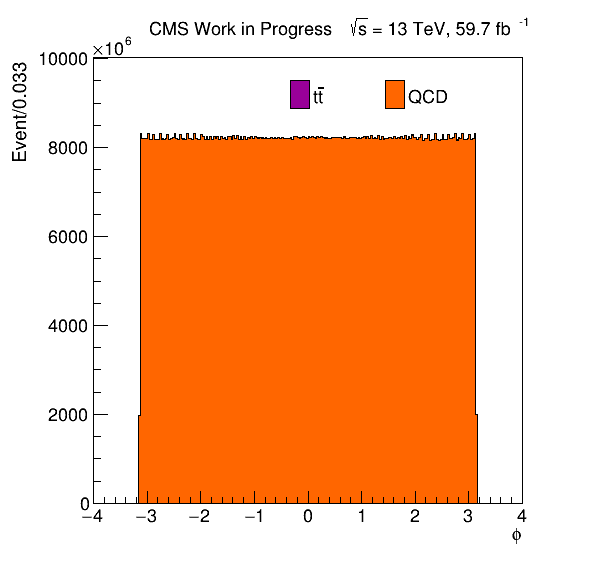 CMS Work in Progress √s = 13 TeV, 59.7 fb⁻¹
×10⁶
Event/0.033
tt̄ QCD
10000
8000
6000
4000
2000
0
−4 −3 −2 −1 0 1 2 3 4
ϕ